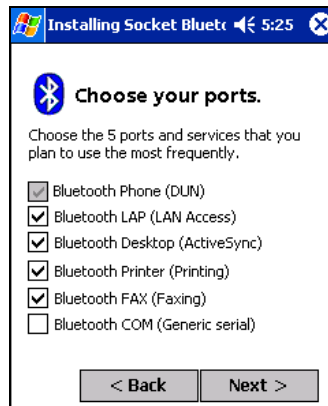 Installing Socket Bluetc 5:25
Choose your ports.
Choose the 5 ports and services that you
plan to use the most frequently.
Bluetooth Phone (DUN)
Bluetooth LAP (LAN Access)
Bluetooth Desktop (ActiveSync)
Bluetooth Printer (Printing)
Bluetooth FAX (Faxing)
Bluetooth COM (Generic serial)
< Back Next >